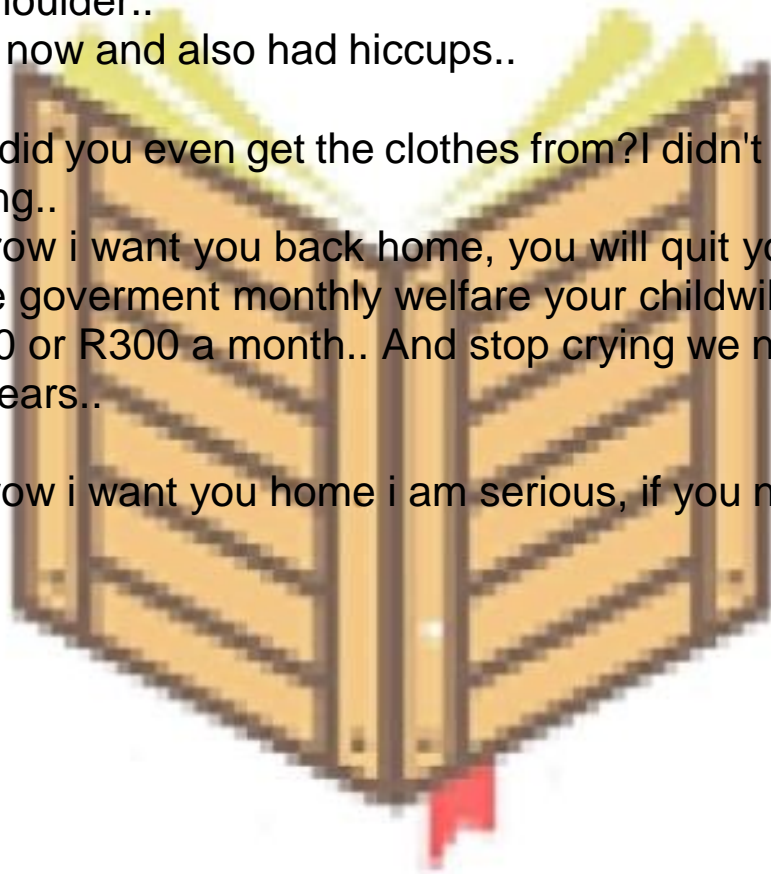 houlder..
now and also had hiccups..
did you even get the clothes from?I didn't
ng..
row i want you back home, you will quit yo
e goverment monthly welfare your childwil
0 or R300 a month.. And stop crying we n
ears..
row i want you home i am serious, if you n